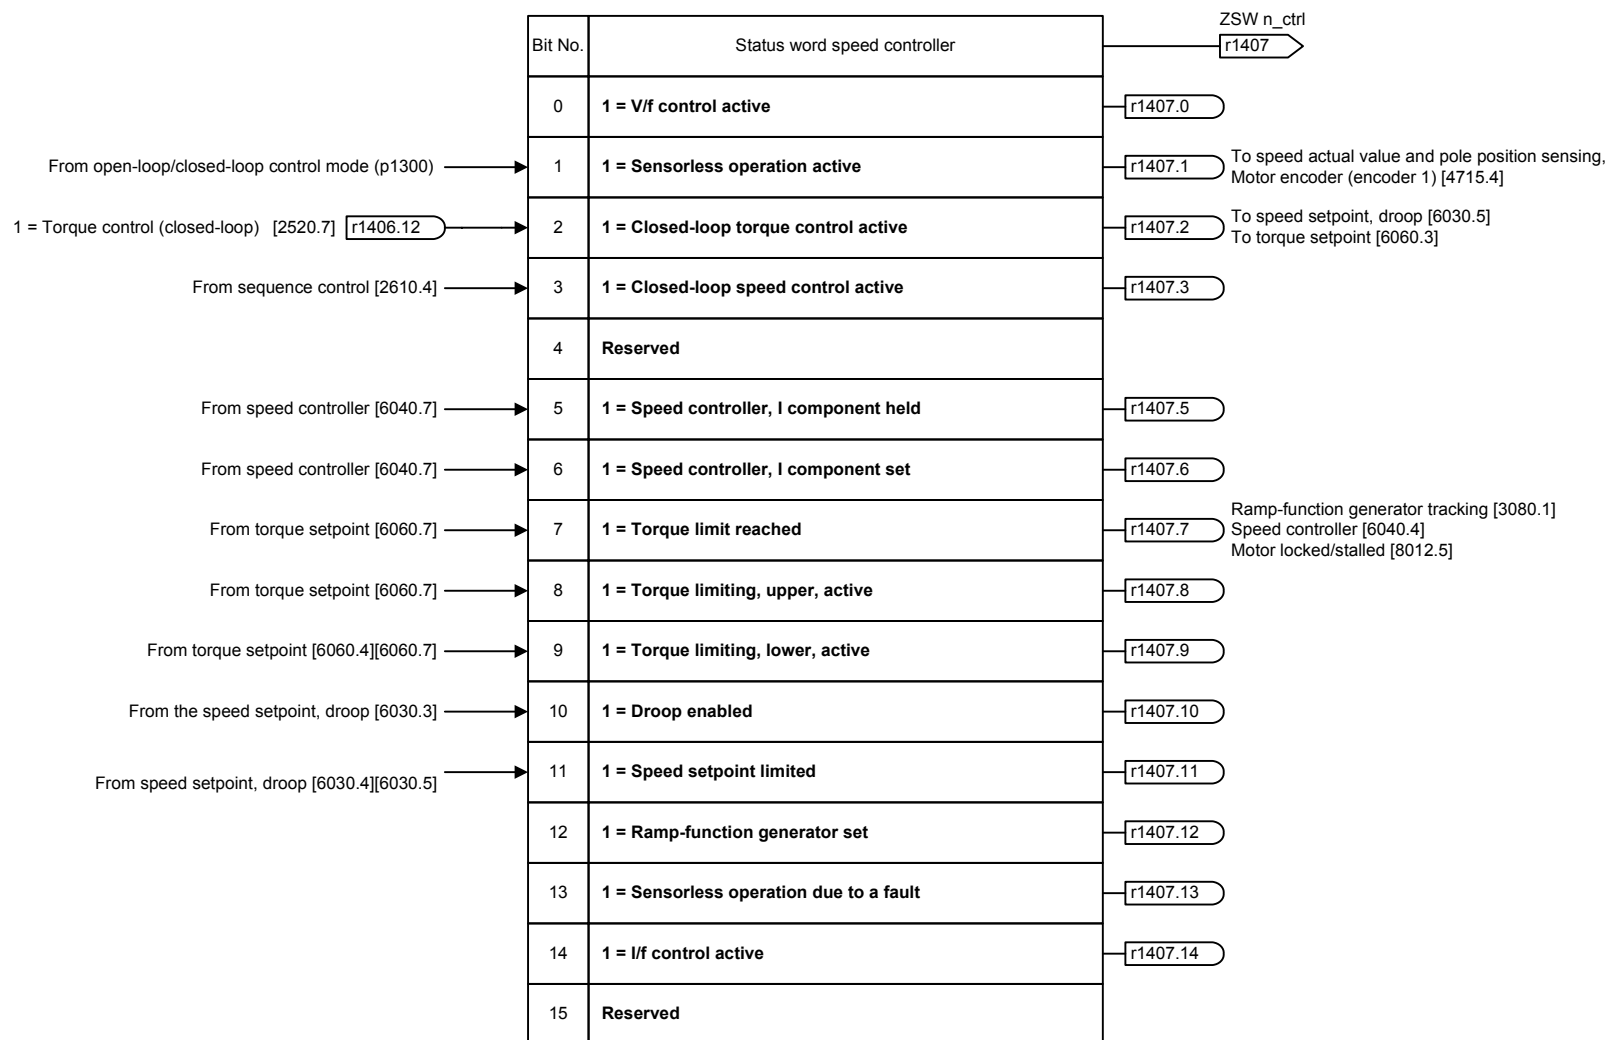 ZSW n_ctrl
Bit No. Status word speed controller r1407
0 1 = V/f control active r1407.0
From open-loop/closed-loop control mode (p1300) 1 1 = Sensorless operation active r1407.1 To speed actual value and pole position sensing,
Motor encoder (encoder 1) [4715.4]
1 = Torque control (closed-loop) [2520.7] r1406.12 2 1 = Closed-loop torque control active r1407.2 To speed setpoint, droop [6030.5]
To torque setpoint [6060.3]
From sequence control [2610.4] 3 1 = Closed-loop speed control active r1407.3
4 Reserved
From speed controller [6040.7] 5 1 = Speed controller, I component held r1407.5
From speed controller [6040.7] 6 1 = Speed controller, I component set r1407.6
Ramp-function generator tracking [3080.1]
From torque setpoint [6060.7] 7 1 = Torque limit reached r1407.7 Speed controller [6040.4]
Motor locked/stalled [8012.5]
From torque setpoint [6060.7] 8 1 = Torque limiting, upper, active r1407.8
From torque setpoint [6060.4][6060.7] 9 1 = Torque limiting, lower, active r1407.9
From the speed setpoint, droop [6030.3] 10 1 = Droop enabled r1407.10
From speed setpoint, droop [6030.4][6030.5] 11 1 = Speed setpoint limited r1407.11
12 1 = Ramp-function generator set r1407.12
13 1 = Sensorless operation due to a fault r1407.13
14 1 = I/f control active r1407.14
15 Reserved